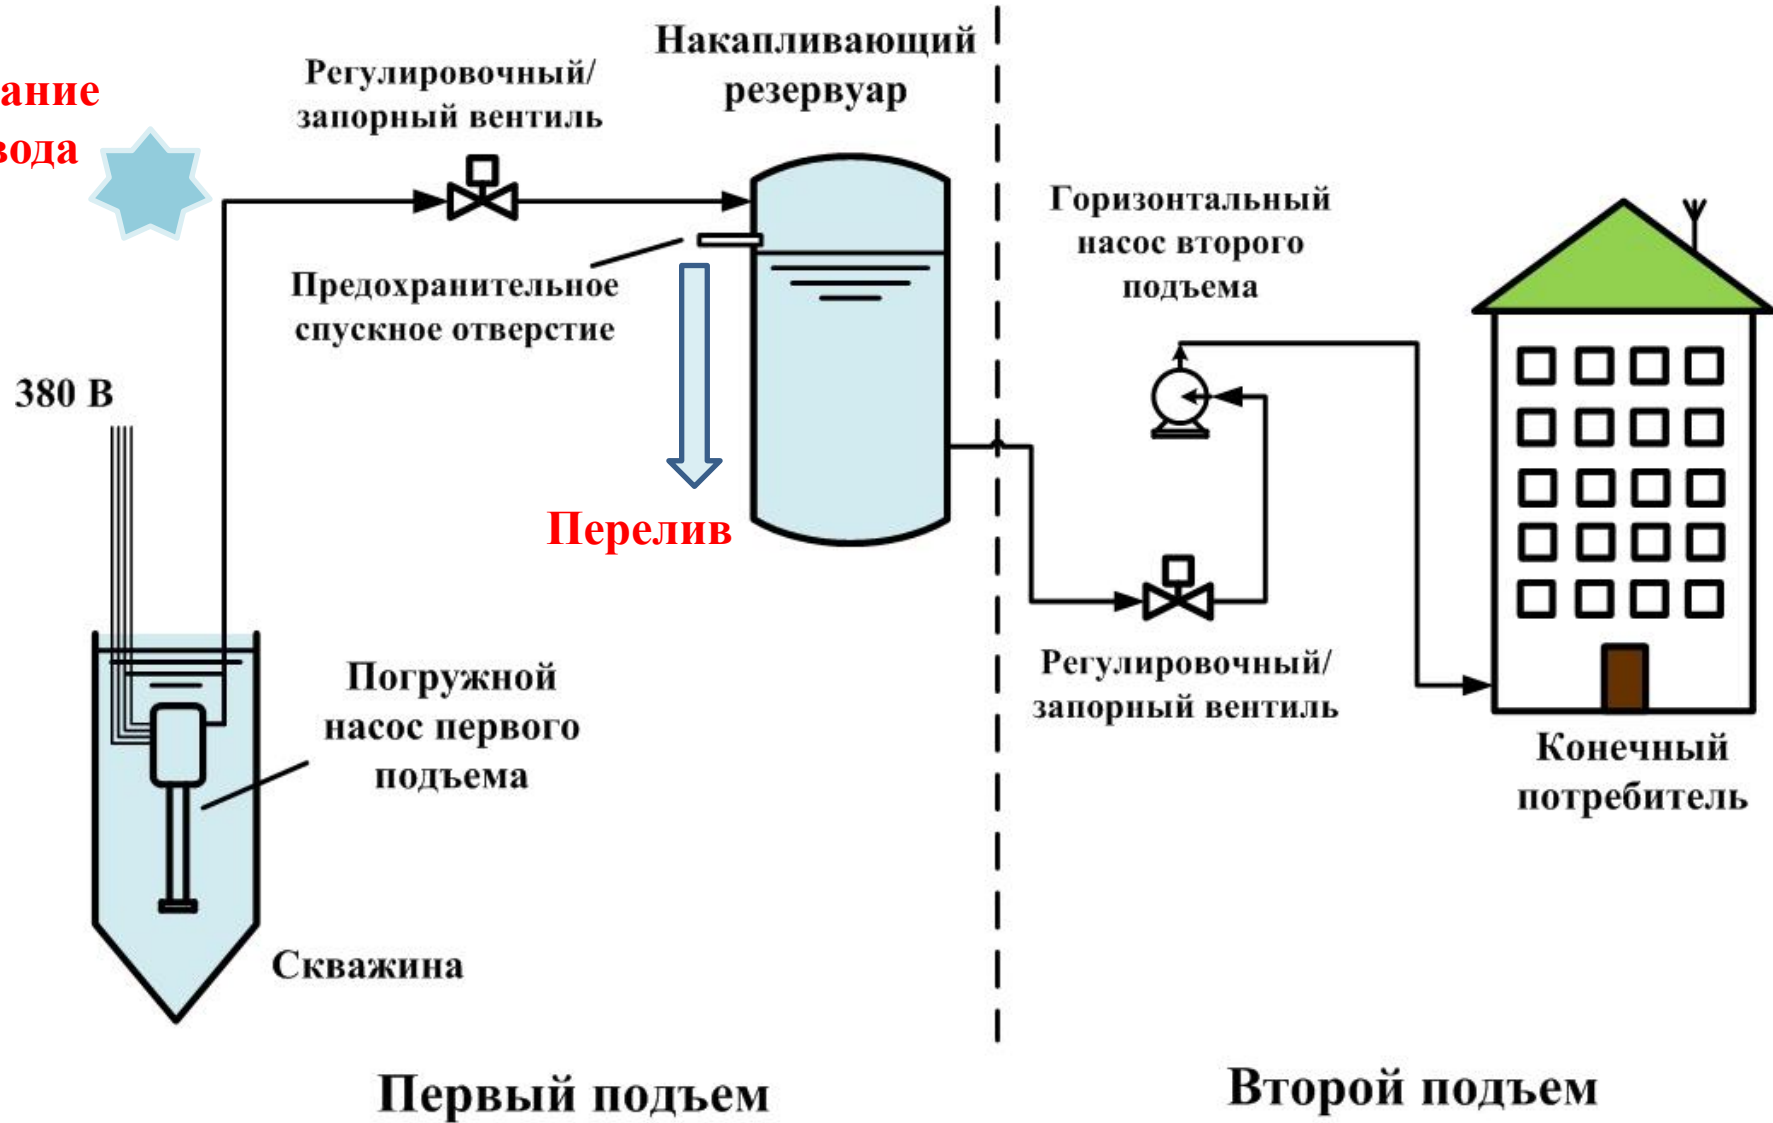 Накапливающий
резервуар
Регулировочный/
запорный вентиль
ание
вода
Горизонтальный
насос второго
подъема
Предохранительное
спускное отверстие
380 В
Перелив
Погружной
насос первого
подъема
Регулировочный/
запорный вентиль
Конечный
потребитель
Скважина
Первый подъем
Второй подъем